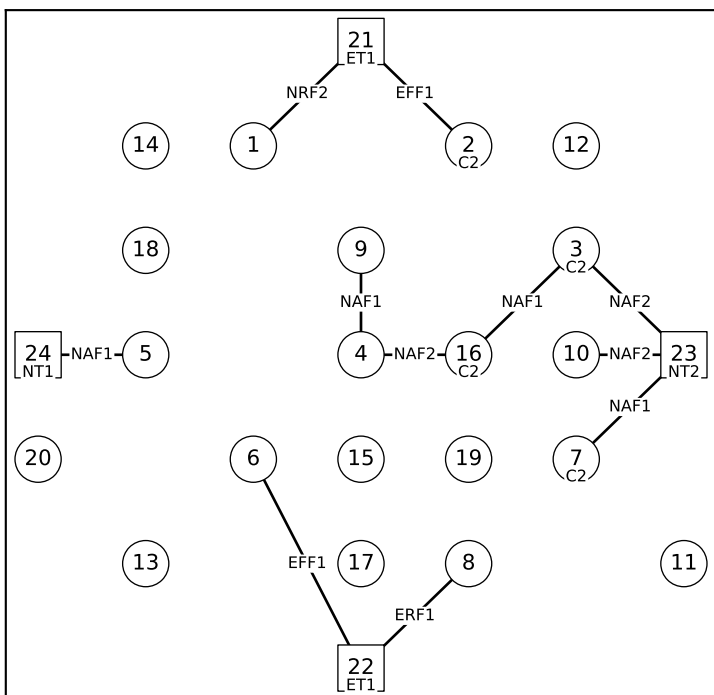 21
ET1
NRF2 EFF1
14 1 2 12
C2
18 9 3
C2
NAF1 NAF1 NAF2
24 NAF1 5 4 NAF2 16 10 NAF2 23
NT1 C2 NT2
NAF1
20 6 15 19 7
C2
13 EFF1 17 8 11
ERF1
22
ET1